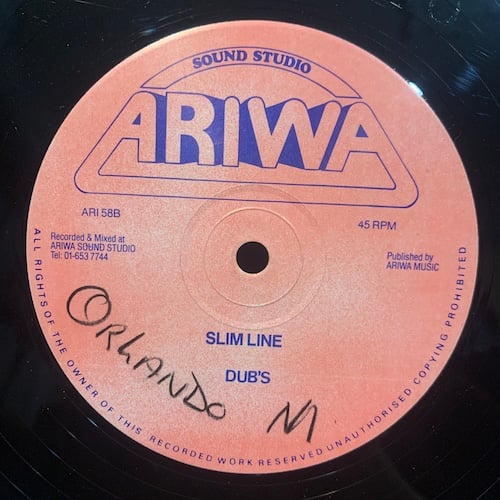 SOUND STUDIO
ARIWA
ARI 58B
45 RPM
Recorded & Mixed at
ARIWA SOUND STUDIO
Tel: 01-653 7744
Published by
ARIWA MUSIC
SLIM LINE
DUB'S
ORLANDO M
ALL RIGHTS OF THE OWNER OF THIS RECORDED WORK RESERVED UNAUTHORISED COPYING PROHIBITED